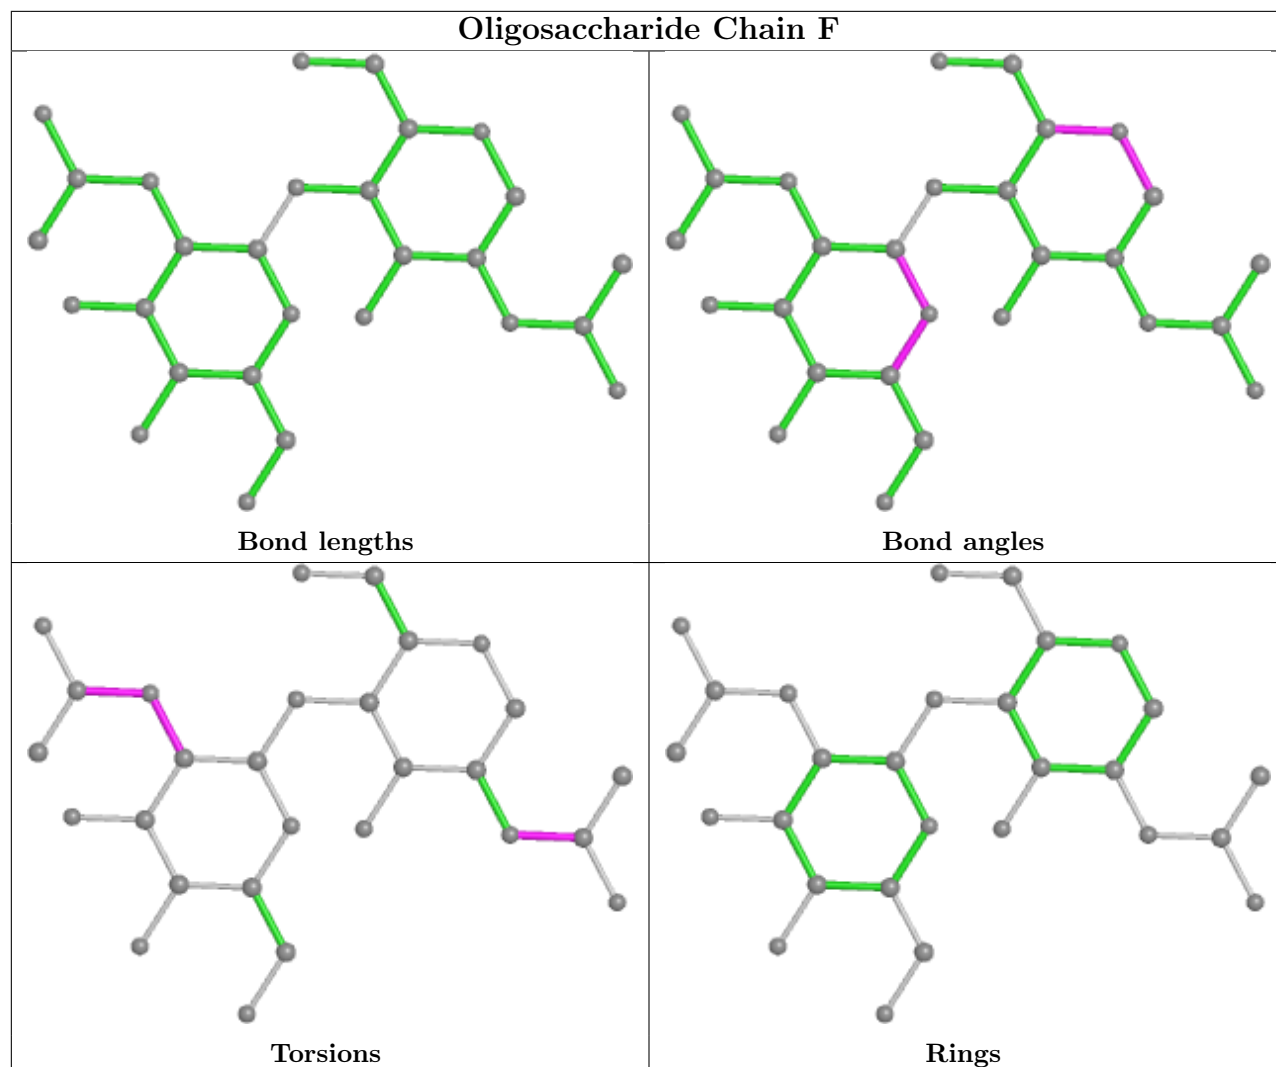 Oligosaccharide Chain F
Bond lengths
Bond angles
Torsions
Rings